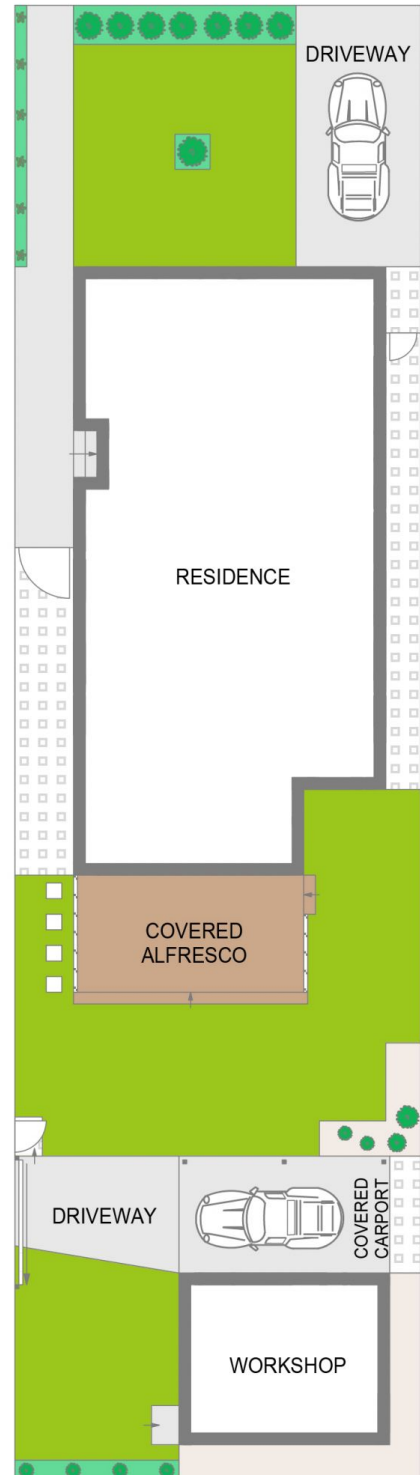 DRIVEWAY
RESIDENCE
COVERED
ALFRESCO
DRIVEWAY
COVERED
CARPORT
WORKSHOP